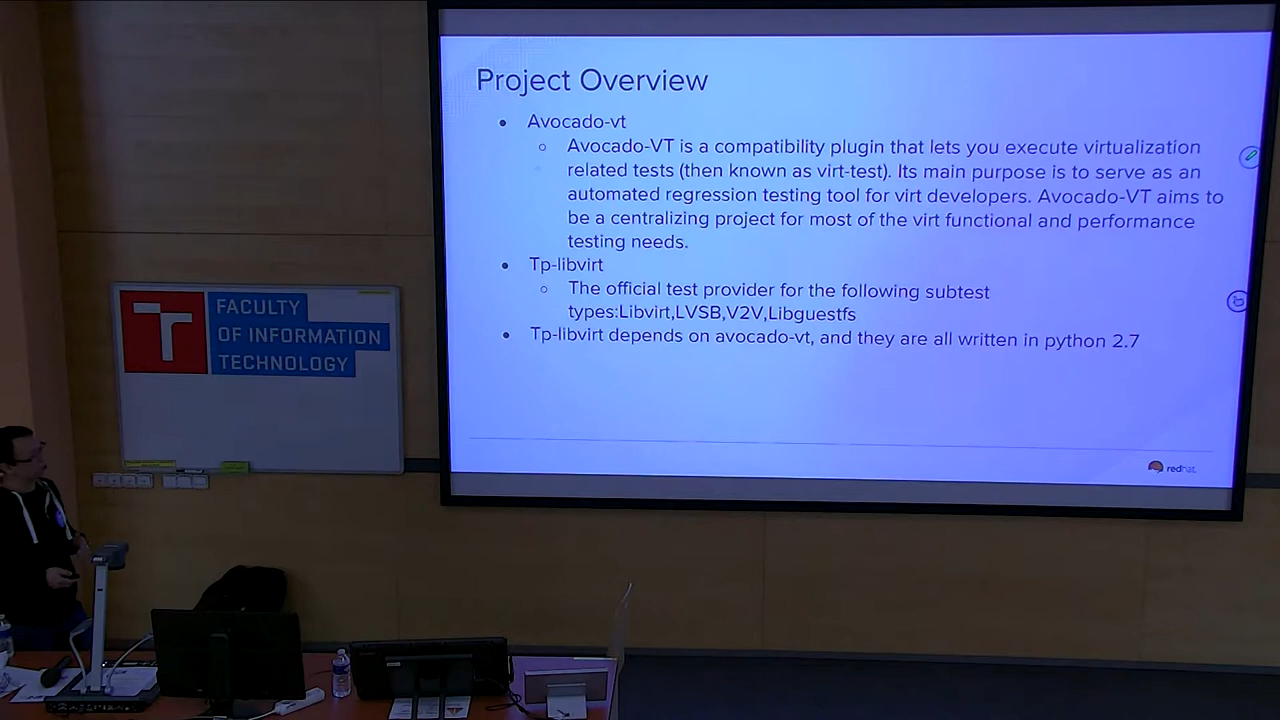 Project Overview
Avocado-vt
Avocado-VT is a compatibility plugin that lets you execute virtualization
related tests (then known as virt-test). Its main purpose is to serve as an
automated regression testing tool for virt developers. Avocado-VT aims to
be a centralizing project for most of the virt functional and performance
testing needs.
Tp-libvirt
The official test provider for the following subtest
types:Libvirt,LVSB,V2V,Libguestfs
Tp-libvirt depends on avocado-vt, and they are all written in python 2.7
redhat.
FACULTY
OF INFORMATION
TECHNOLOGY